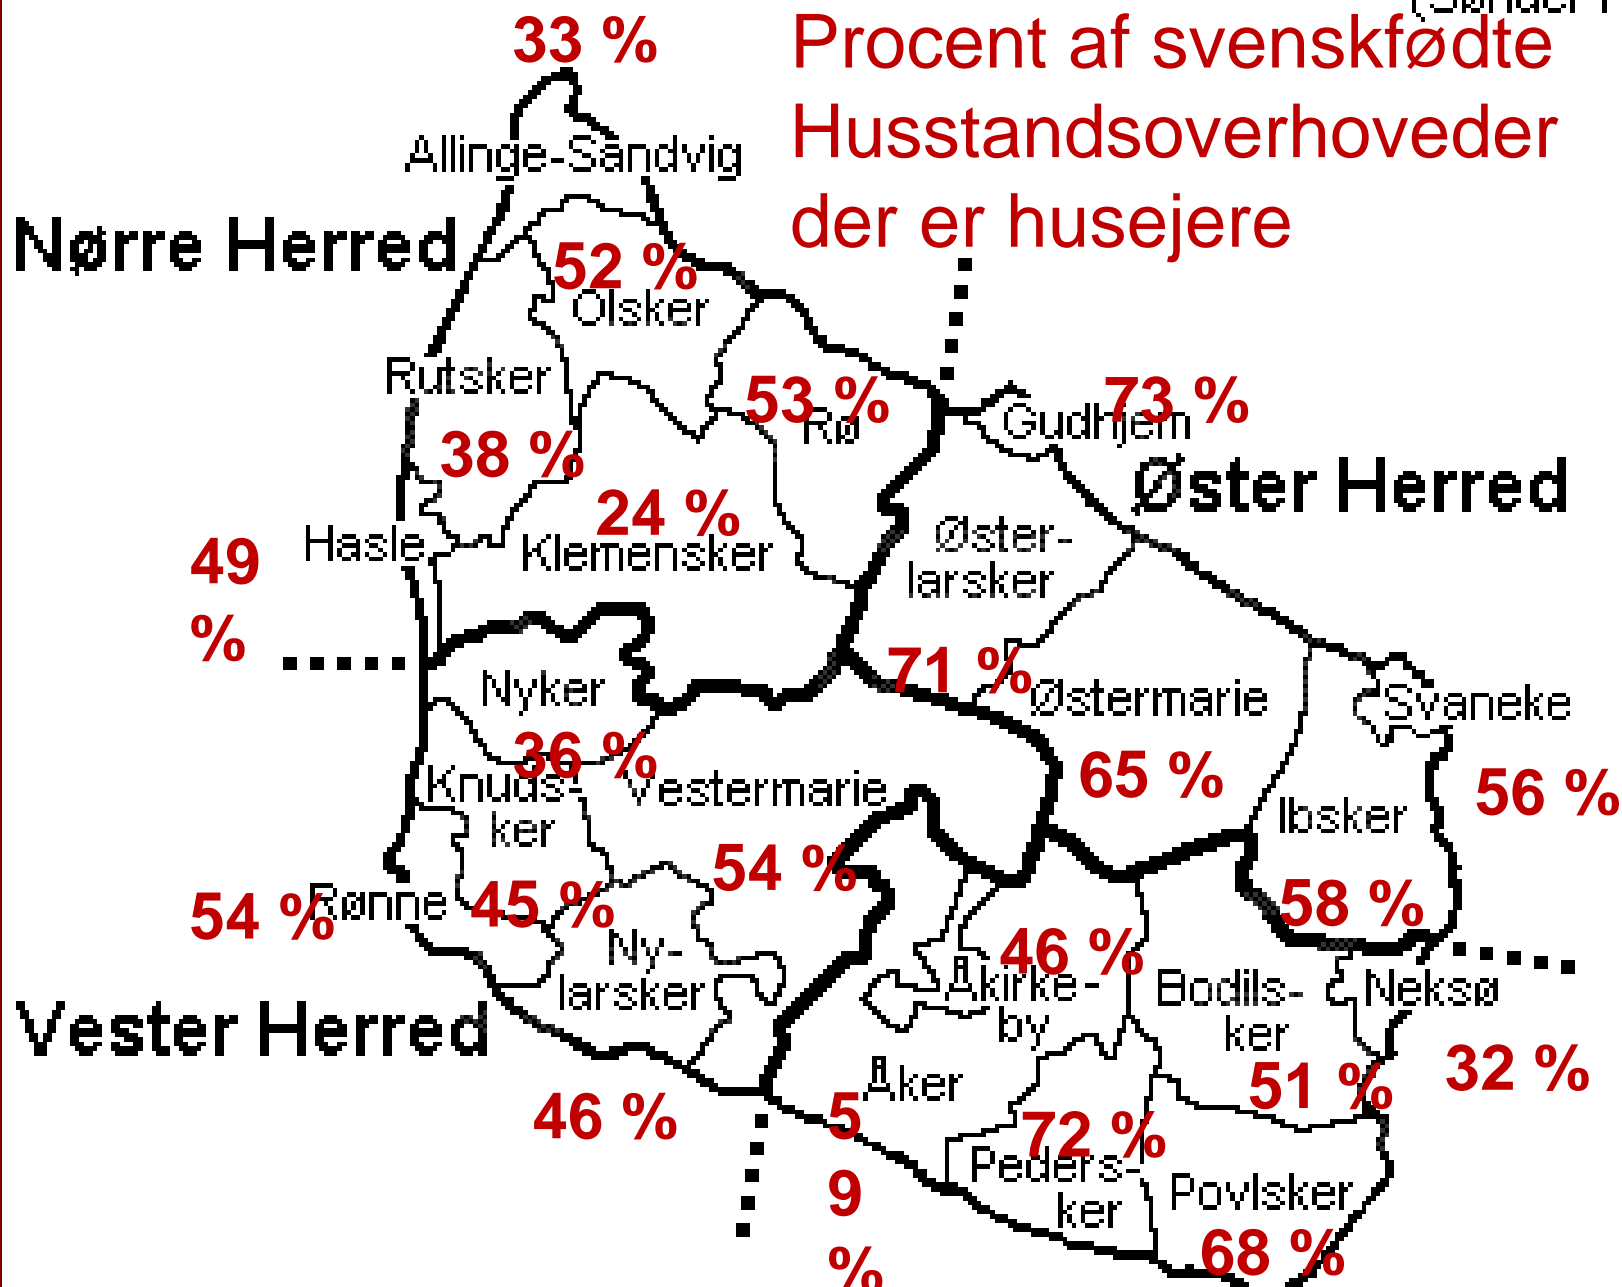 33 %
Procent af svenskfødte
Husstandsoverhoveder
der er husejere
Allinge-Sandvig
Nørre Herred
52 %
Olsker
Rutsker
53 %
Rø
73 %
Gudhjem
38 %
Øster Herred
24 %
Klemensker
Hasle
49
%
Øster-
larsker
71 %
Nyker
Østermarie
Svaneke
36 %
65 %
56 %
Knuds-
ker
Vestermarie
Ibsker
54 %
58 %
54 %
Rønne
45 %
46 %
Ny-
larsker
Åkirke-
by
Bodils-
ker
Neksø
Vester Herred
Åker
51 %
32 %
46 %
5
9
%
72 %
Peders-
ker
Povlsker
68 %